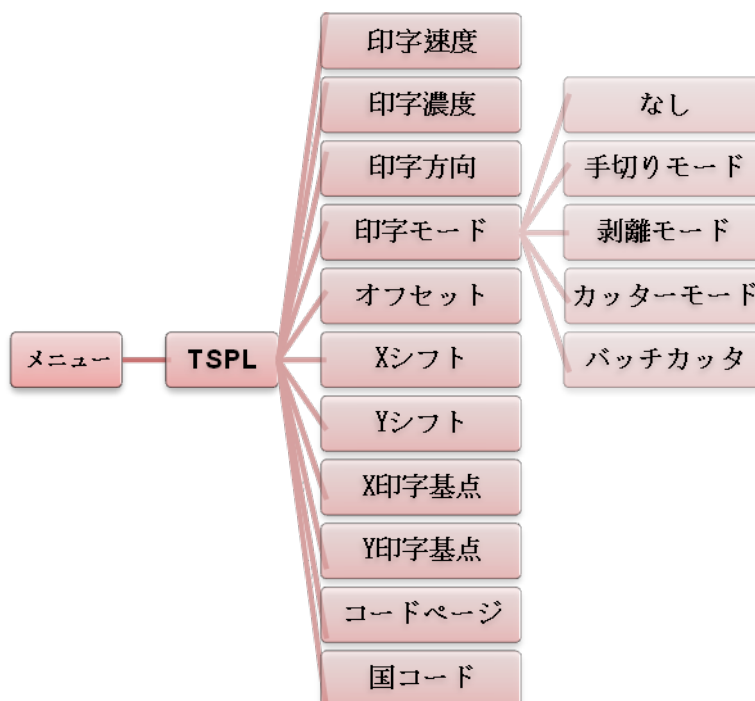 メニュー
TSPL
印字速度
印字濃度
印字方向
印字モード
なし
手切りモード
剥離モード
カッターモード
バッチカッタ
オフセット
Xシフト
Yシフト
X印字基点
Y印字基点
コードページ
国コード